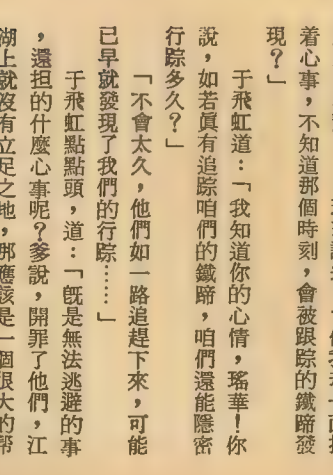 着心事，不知道那個時刻，會被跟踪的鐵蹄發
現？」
于飛虹道：「我知道你的心情，瑤華！你
說，如若眞有追踪咱們的鐵蹄，咱們還能隱密
行踪多久？」
「不會太久，他們如一路追趕下來，可能
已早就發現了我們的行踪……」
于飛虹點點頭，道：「旣是無法逃避的事
，還担的什麼心事呢？爹說，開罪了他們，江
湖上就沒有立足之地，那應該是一個很大的幫